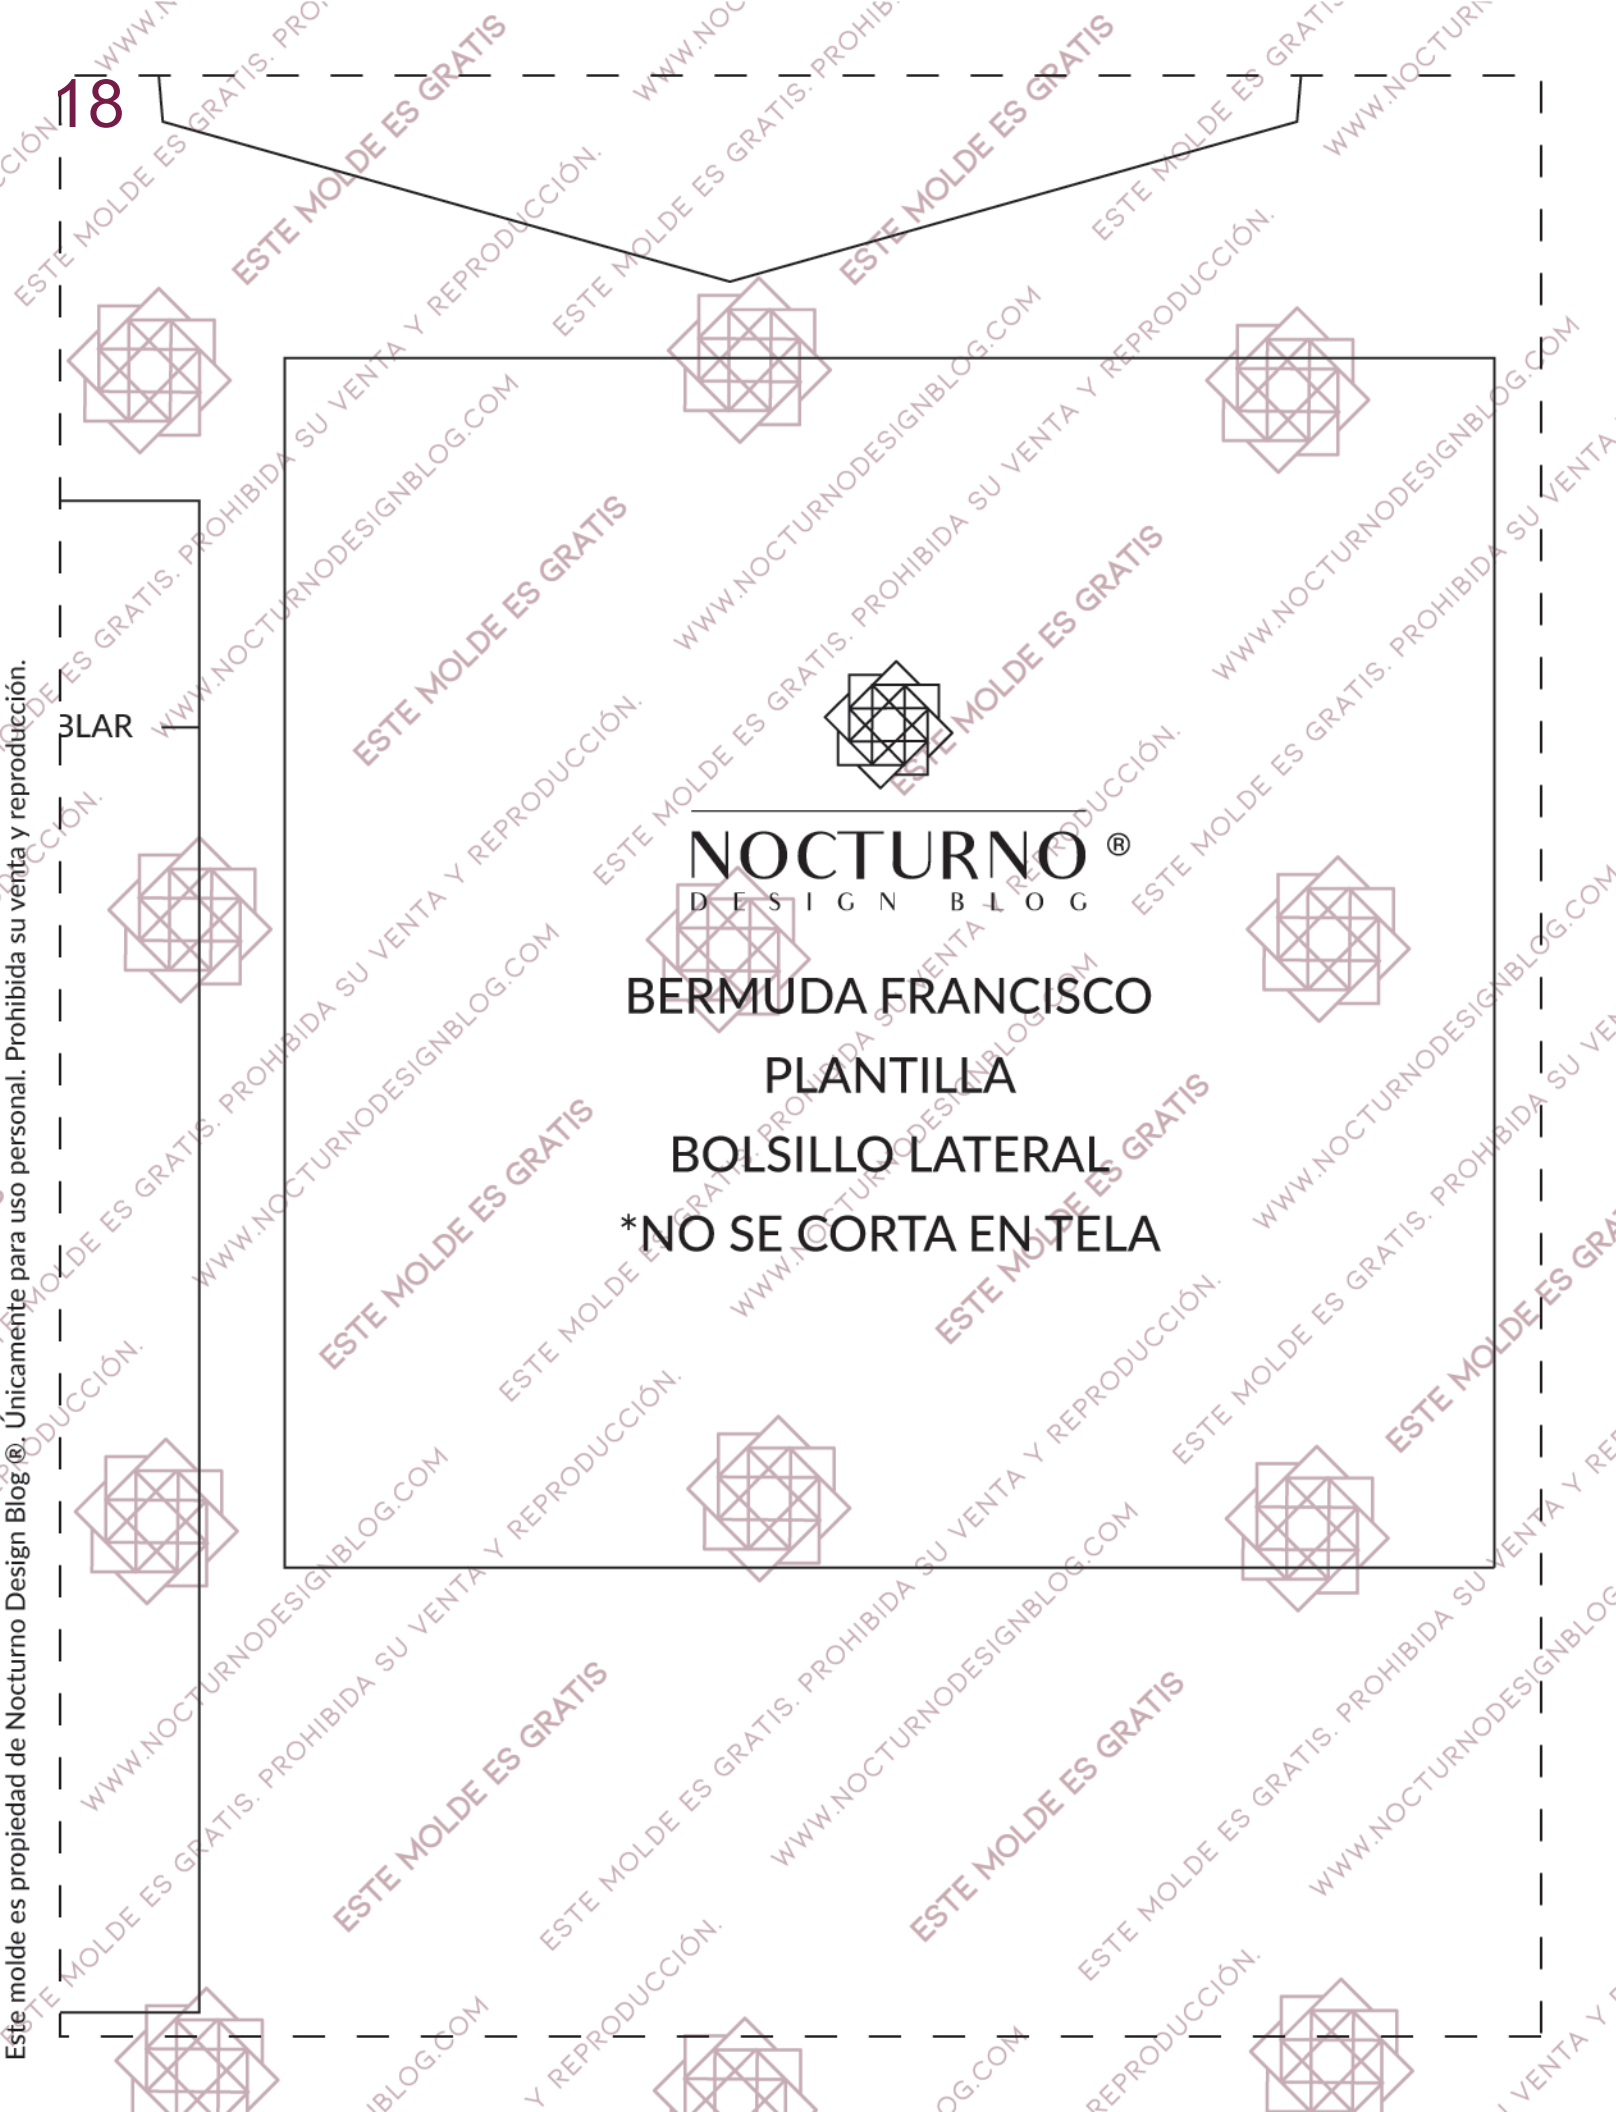 18
BLAR
NOCTURNO ®
DESIGN BLOG
BERMUDA FRANCISCO
PLANTILLA
BOLSILLO LATERAL
*NO SE CORTA EN TELA
Este molde es propiedad de Nocturno Design Blog ®. Únicamente para uso personal. Prohibida su venta y reproducción.
ESTE MOLDE ES GRATIS
ESTE MOLDE ES GRATIS. PROHIBIDA SU VENTA Y REPRODUCCIÓN.
WWW.NOCTURNODESIGNBLOG.COM